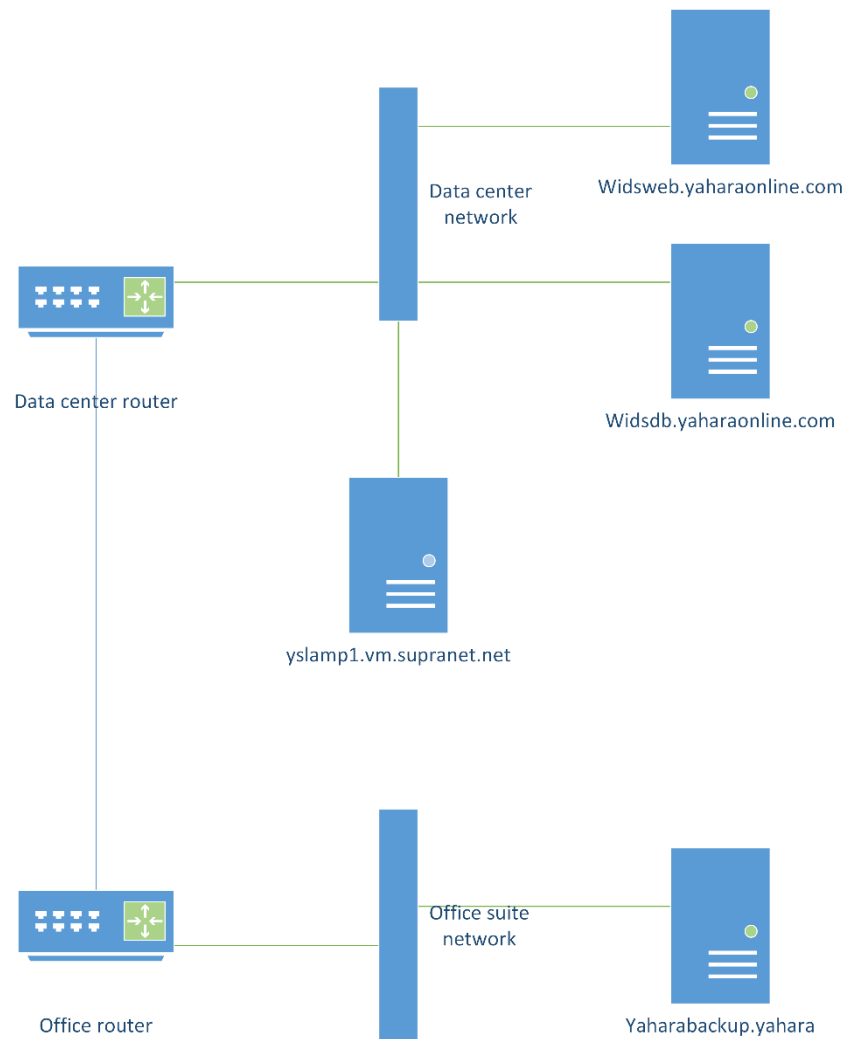 Widsweb.yaharaonline.com
Data center
network
Data center router
Widsdb.yaharaonline.com
yslamp1.vm.supranet.net
Office suite
network
Office router
Yaharabackup.yahara